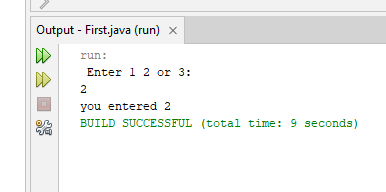 Output - First.java (run) ×
run:
Enter 1 2 or 3:
2
you entered 2
BUILD SUCCESSFUL (total time: 9 seconds)